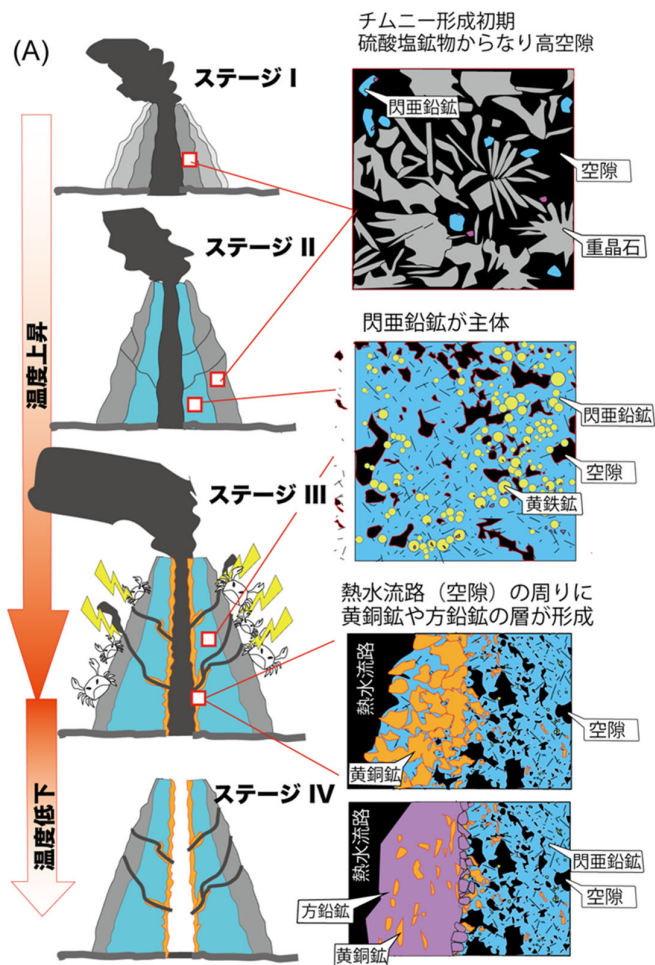 (A)
チムニー形成初期
硫酸塩鉱物からなり高空隙
ステージ I
閃亜鉛鉱
空隙
重晶石
ステージ II
温度上昇
閃亜鉛鉱が主体
閃亜鉛鉱
空隙
黄鉄鉱
ステージ III
熱水流路（空隙）の周りに
黄銅鉱や方鉛鉱の層が形成
熱水流路
空隙
黄銅鉱
温度低下
ステージ IV
熱水流路
閃亜鉛鉱
空隙
方鉛鉱
黄銅鉱